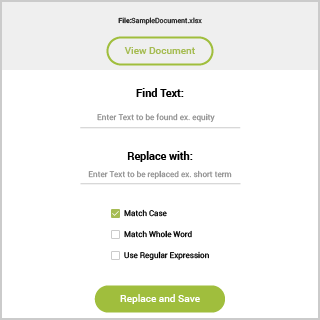 File:SampleDocument.xlsx
View Document
Find Text:
Enter Text to be found ex. equity
Replace with:
Enter Text to be replaced ex. short term
Match Case
Match Whole Word
Use Regular Expression
Replace and Save